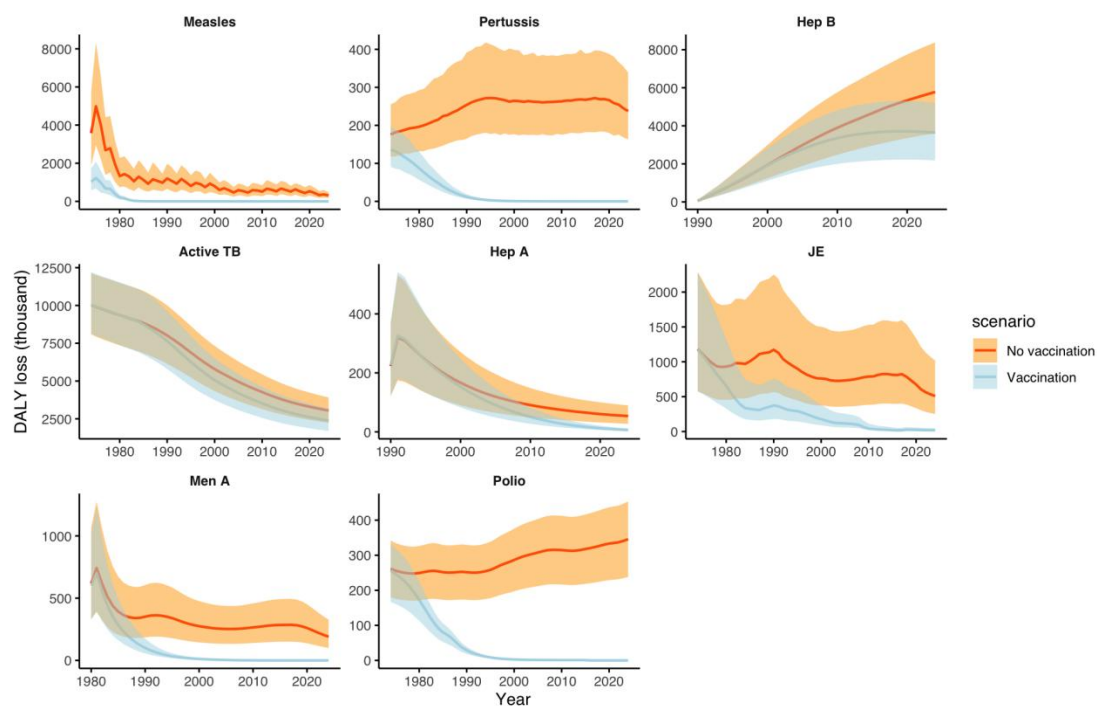 Measles
Pertussis
Hep B
8000
6000
4000
2000
0
1980 1990 2000 2010 2020
400
300
200
100
0
1980 1990 2000 2010 2020
8000
6000
4000
2000
0
1990 2000 2010 2020
Active TB
Hep A
JE
DALY loss (thousand)
12500
10000
7500
5000
2500
1980 1990 2000 2010 2020
400
200
0
1990 2000 2010 2020
2000
1500
1000
500
0
1980 1990 2000 2010 2020
scenario
No vaccination
Vaccination
Men A
Polio
1000
500
0
1980 1990 2000 2010 2020
400
300
200
100
0
1980 1990 2000 2010 2020
Year